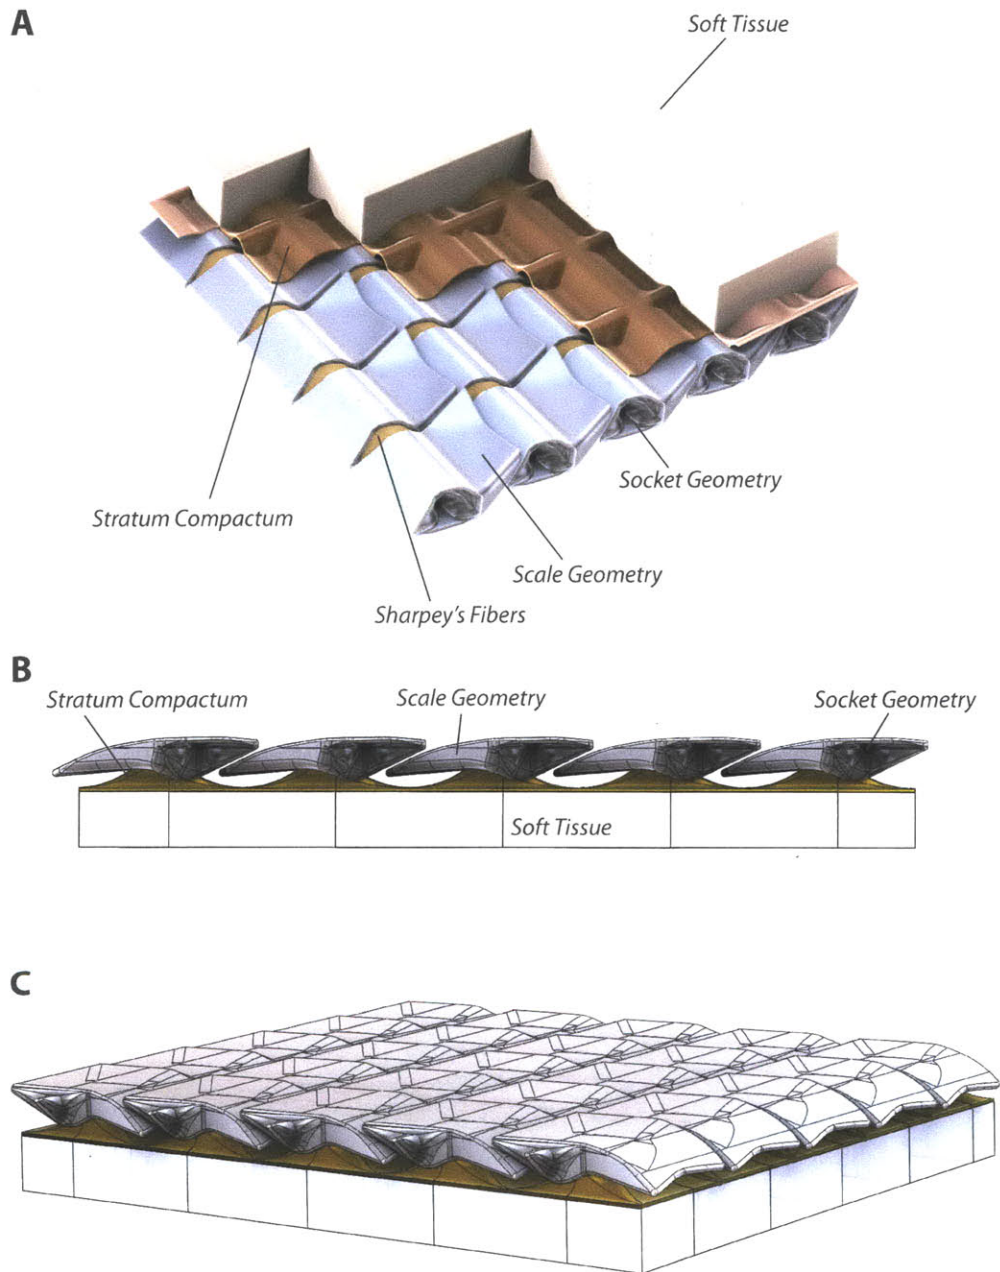 A
Soft Tissue
Stratum Compactum
Socket Geometry
Scale Geometry
Sharpey's Fibers
B
Stratum Compactum
Scale Geometry
Socket Geometry
Soft Tissue
C